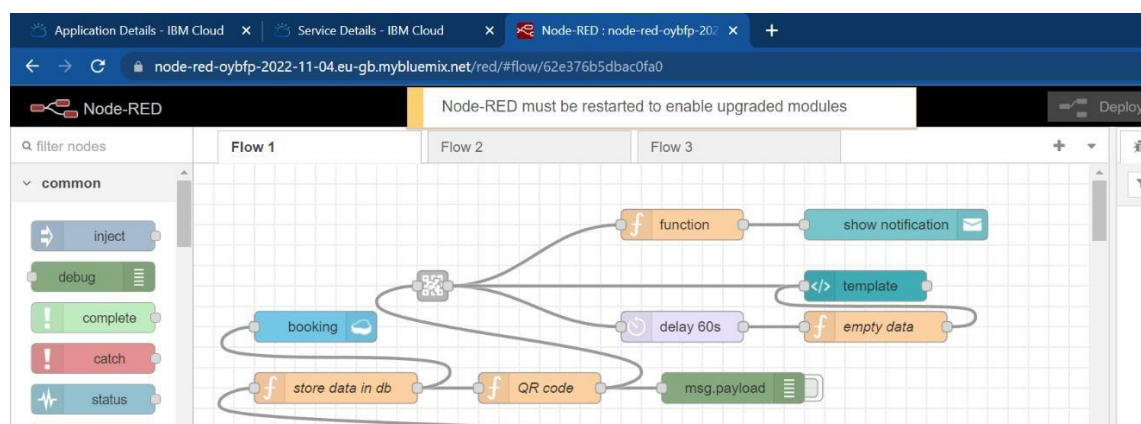 Application Details - IBM Cloud
Service Details - IBM Cloud
Node-RED : node-red-oybfp-202
node-red-oybfp-2022-11-04.eu-gb.mybluemix.net/red/#flow/62e376b5dbac0fa0
Node-RED
Node-RED must be restarted to enable upgraded modules
Deploy
filter nodes
Flow 1
Flow 2
Flow 3
common
inject
debug
complete
catch
status
function
show notification
template
booking
delay 60s
empty data
store data in db
QR code
msg.payload